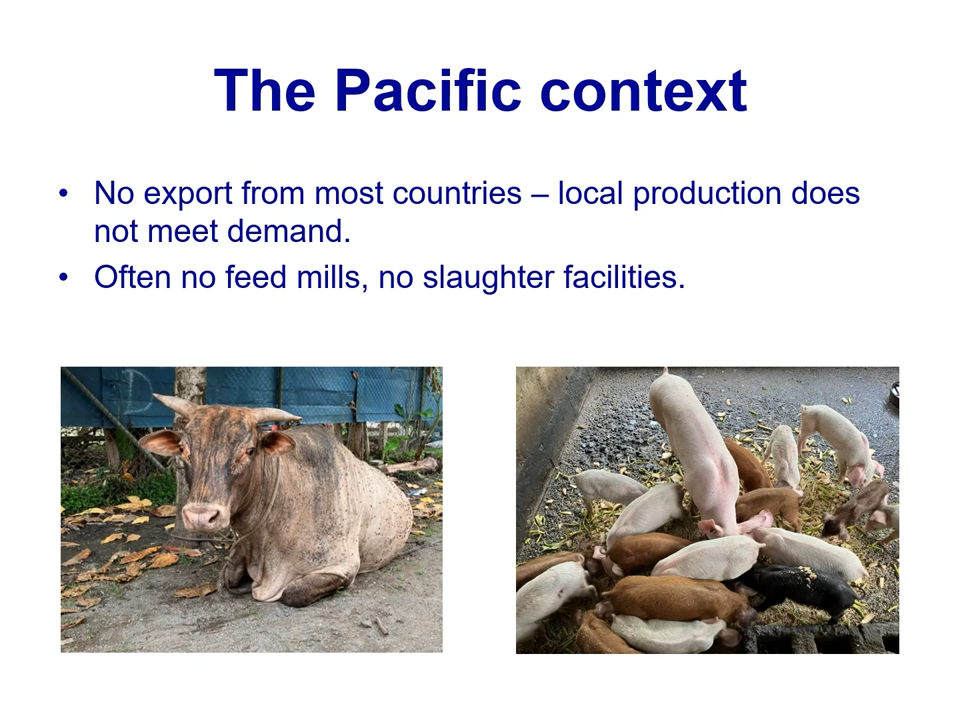 The Pacific context
• No export from most countries – local production does
not meet demand.
• Often no feed mills, no slaughter facilities.